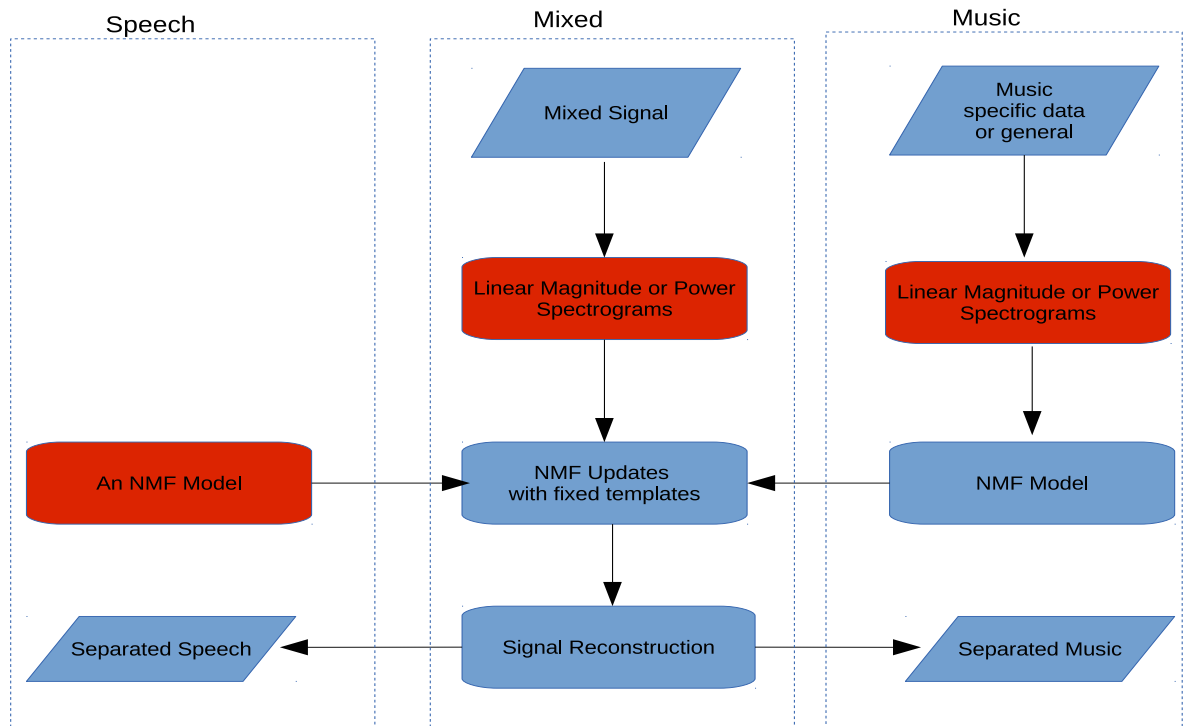 Speech
Mixed
Music
Mixed Signal
Music
specific data
or general
Linear Magnitude or Power
Spectrograms
Linear Magnitude or Power
Spectrograms
An NMF Model
NMF Updates
with fixed templates
NMF Model
Separated Speech
Signal Reconstruction
Separated Music